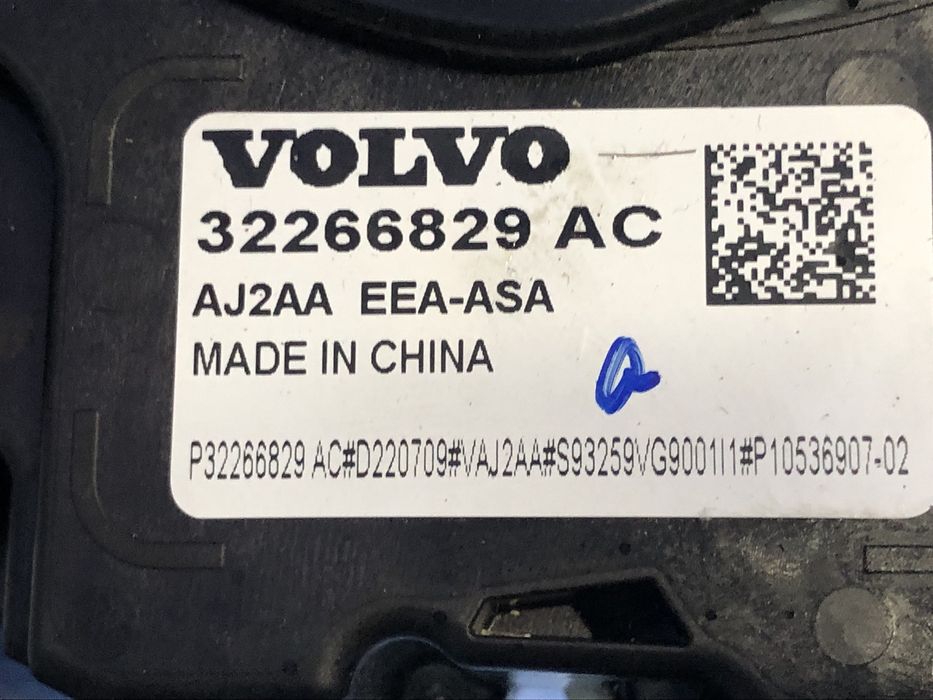 VOLVO
32266829 AC
AJ2AA EEA-ASA
MADE IN CHINA
a
P32266829 AC#D220709#VAJ2AA#S93259VG9001I1#P10536907-02